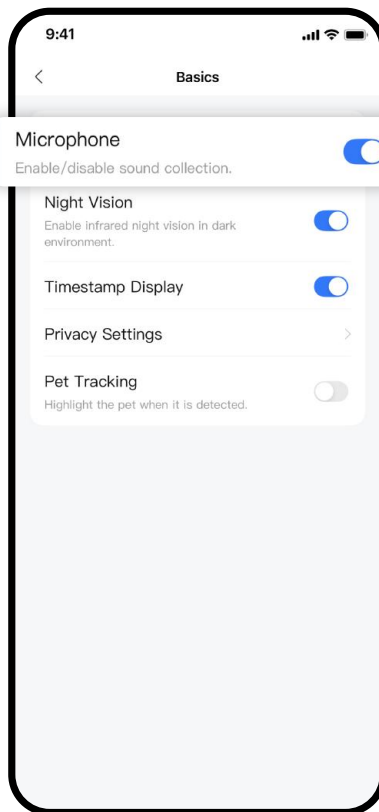 9:41
Basics
Microphone
Enable/disable sound collection.
Night Vision
Enable infrared night vision in dark
environment.
Timestamp Display
Privacy Settings
Pet Tracking
Highlight the pet when it is detected.